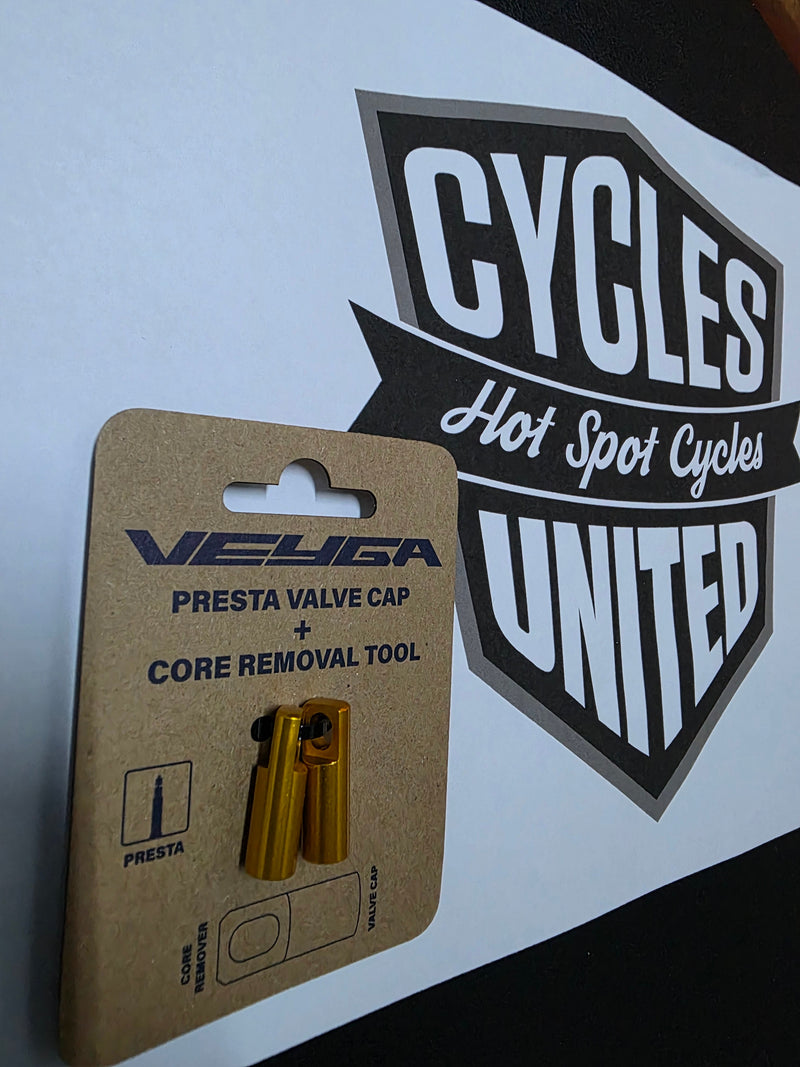 CYCLES
Hot Spot Cycles
UNITED
VEYGA
PRESTA VALVE CAP
+
CORE REMOVAL TOOL
PRESTA
CORE
REMOVER
VALVE CAP